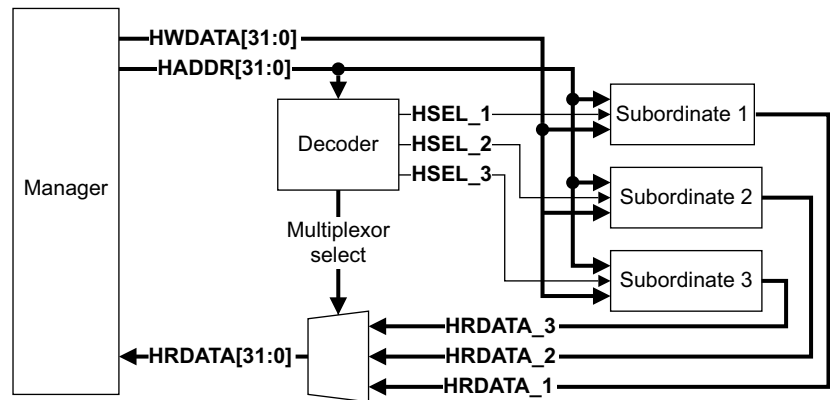 HWDATA[31:0]
HADDR[31:0]
HSEL_1
Subordinate 1
Decoder
HSEL_2
HSEL_3
Manager
Subordinate 2
Multiplexor
select
Subordinate 3
HRDATA_3
HRDATA[31:0]
HRDATA_2
HRDATA_1